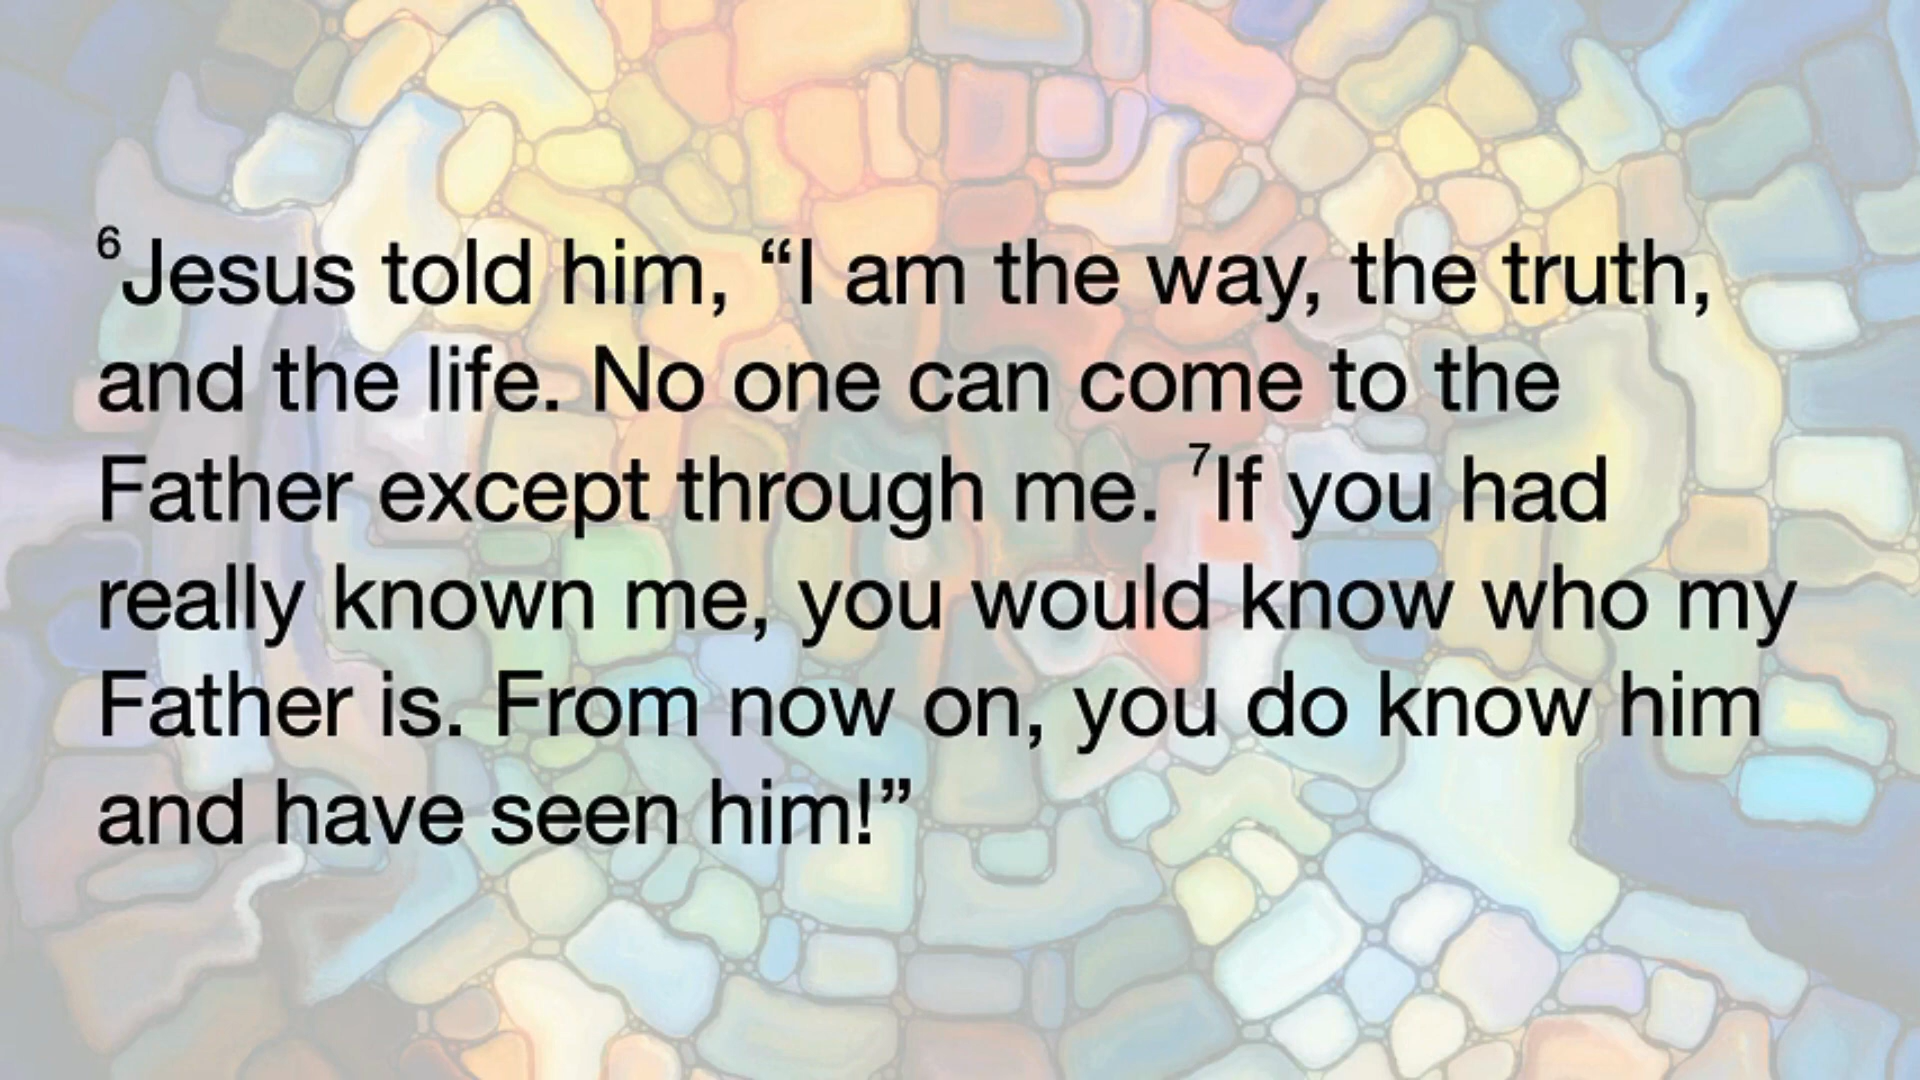 ⁶Jesus told him, “I am the way, the truth,
and the life. No one can come to the
Father except through me. ⁷If you had
really known me, you would know who my
Father is. From now on, you do know him
and have seen him!”